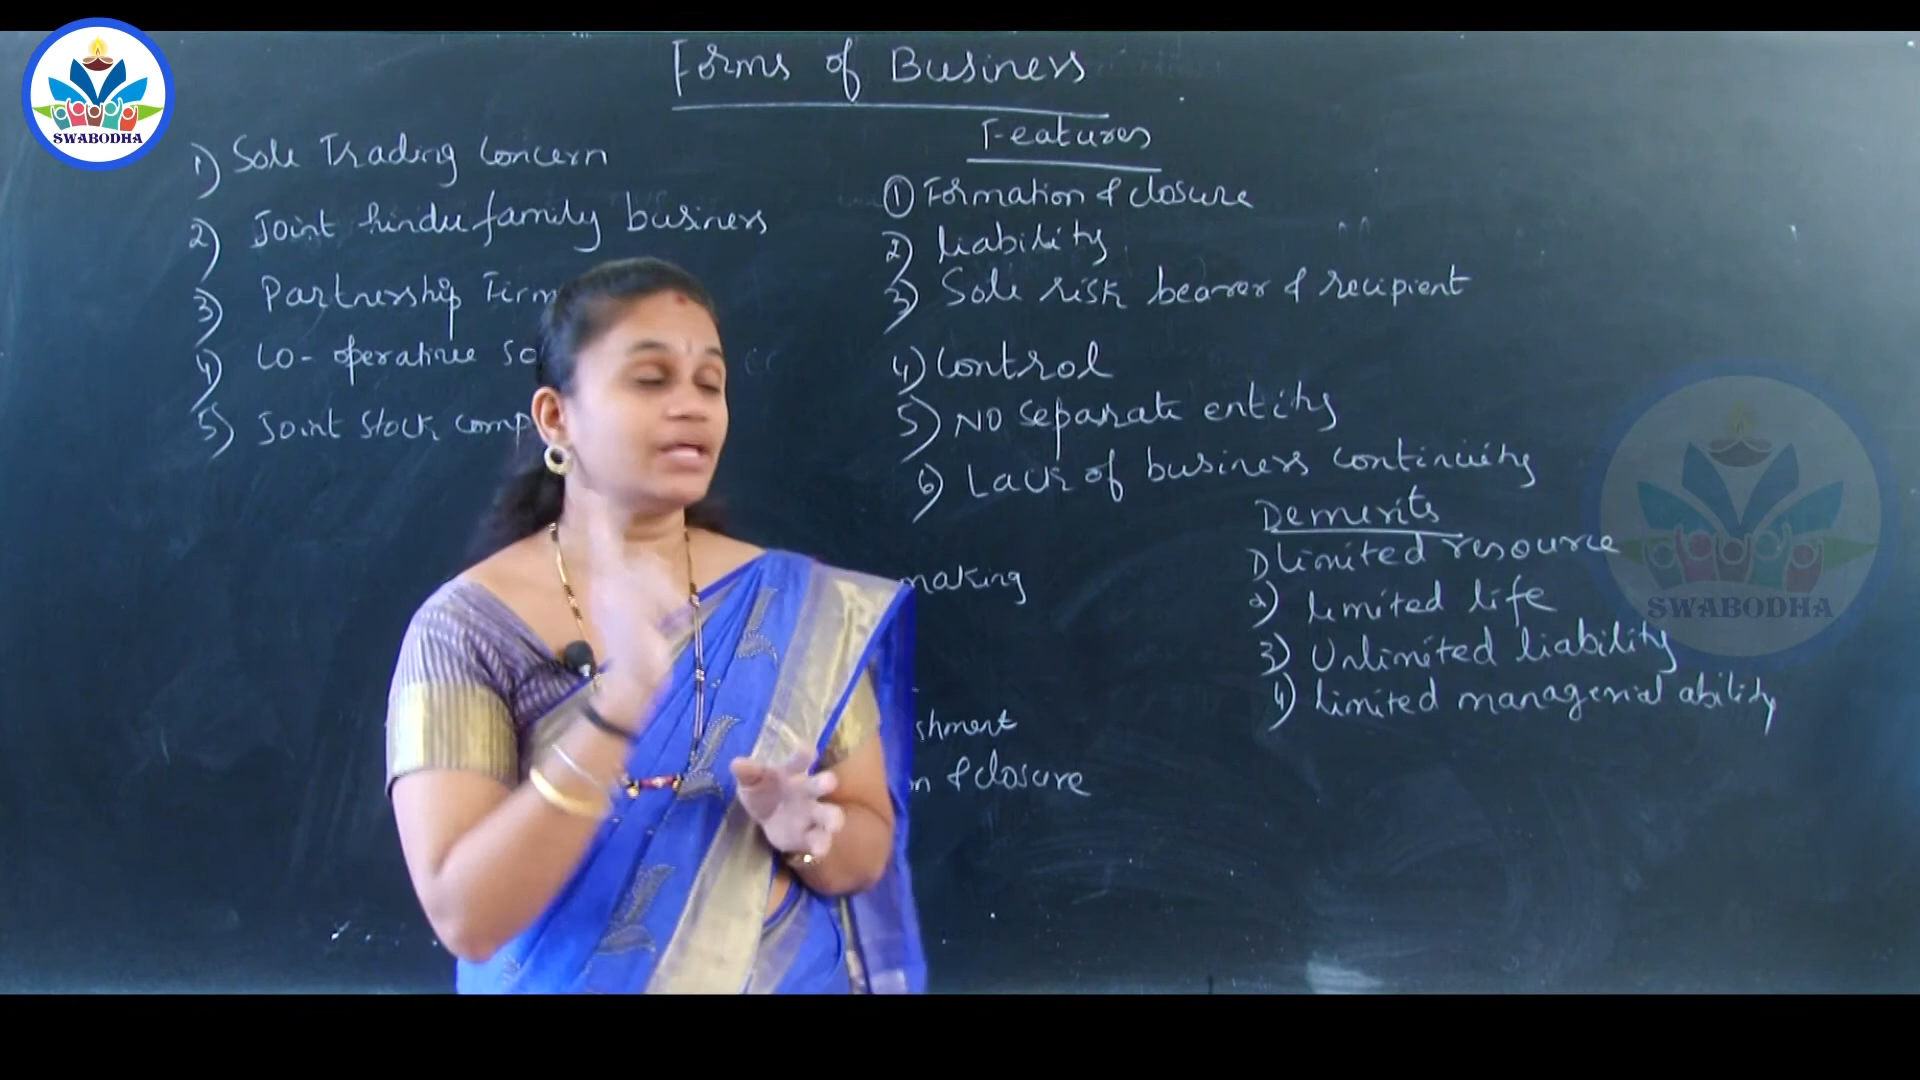 SWABODHA
Forms of Business
1) Sole Trading Concern
2) Joint hindu family business
3) Partnership Firm
4) Co-operative so
5) Joint stock comp
Features
① Formation & closure
2) liability
3) Sole risk bearer & recipient
4) Control
5) No separate entity
6) Lack of business continuity
making
shment
n & closure
Demerits
1) limited resource
2) limited life
3) Unlimited liability
4) limited managerial ability
SWABODHA